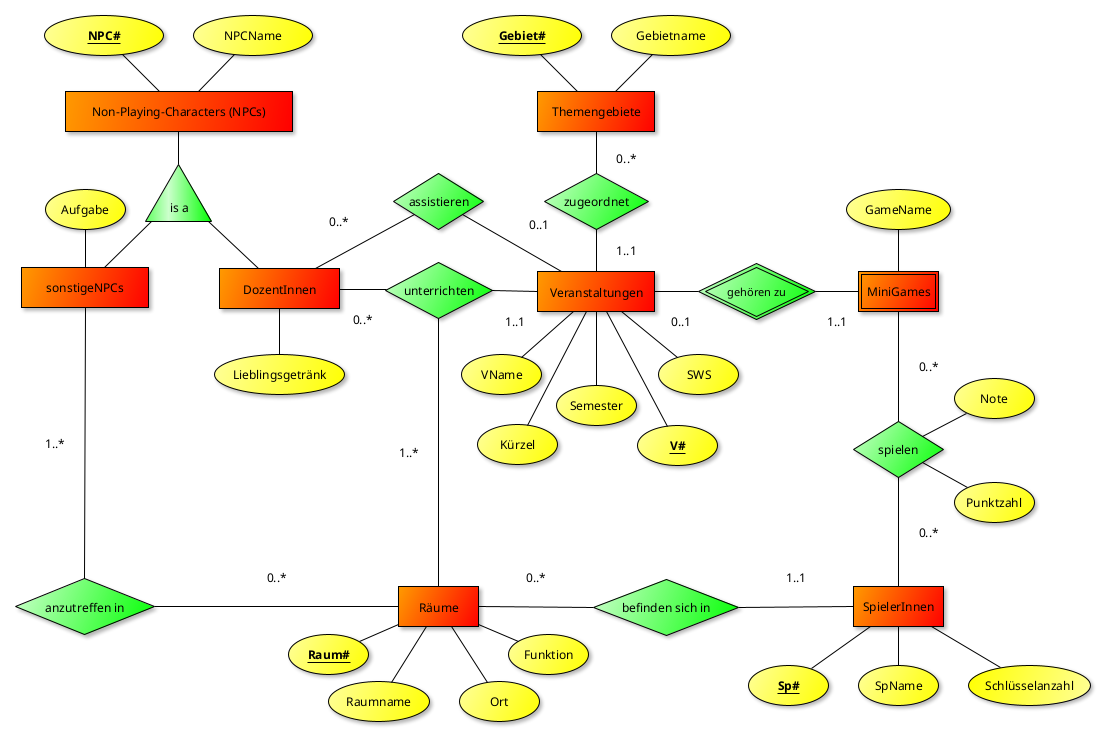 NPC#
NPCName
Gebiet#
Gebietname
Non-Playing-Characters (NPCs)
Themengebiete
0..*
is a
Aufgabe
assistieren
zugeordnet
GameName
0..*
0..1
1..1
sonstigeNPCs
DozentInnen
unterrichten
Veranstaltungen
gehören zu
MiniGames
0..*
1..1
0..1
1..1
Lieblingsgetränk
VName
SWS
0..*
Semester
Note
Kürzel
V#
1..*
1..*
spielen
Punktzahl
0..*
0..*
0..*
1..1
anzutreffen in
Räume
befinden sich in
SpielerInnen
Raum#
Funktion
Raumname
Ort
Sp#
SpName
Schlüsselanzahl